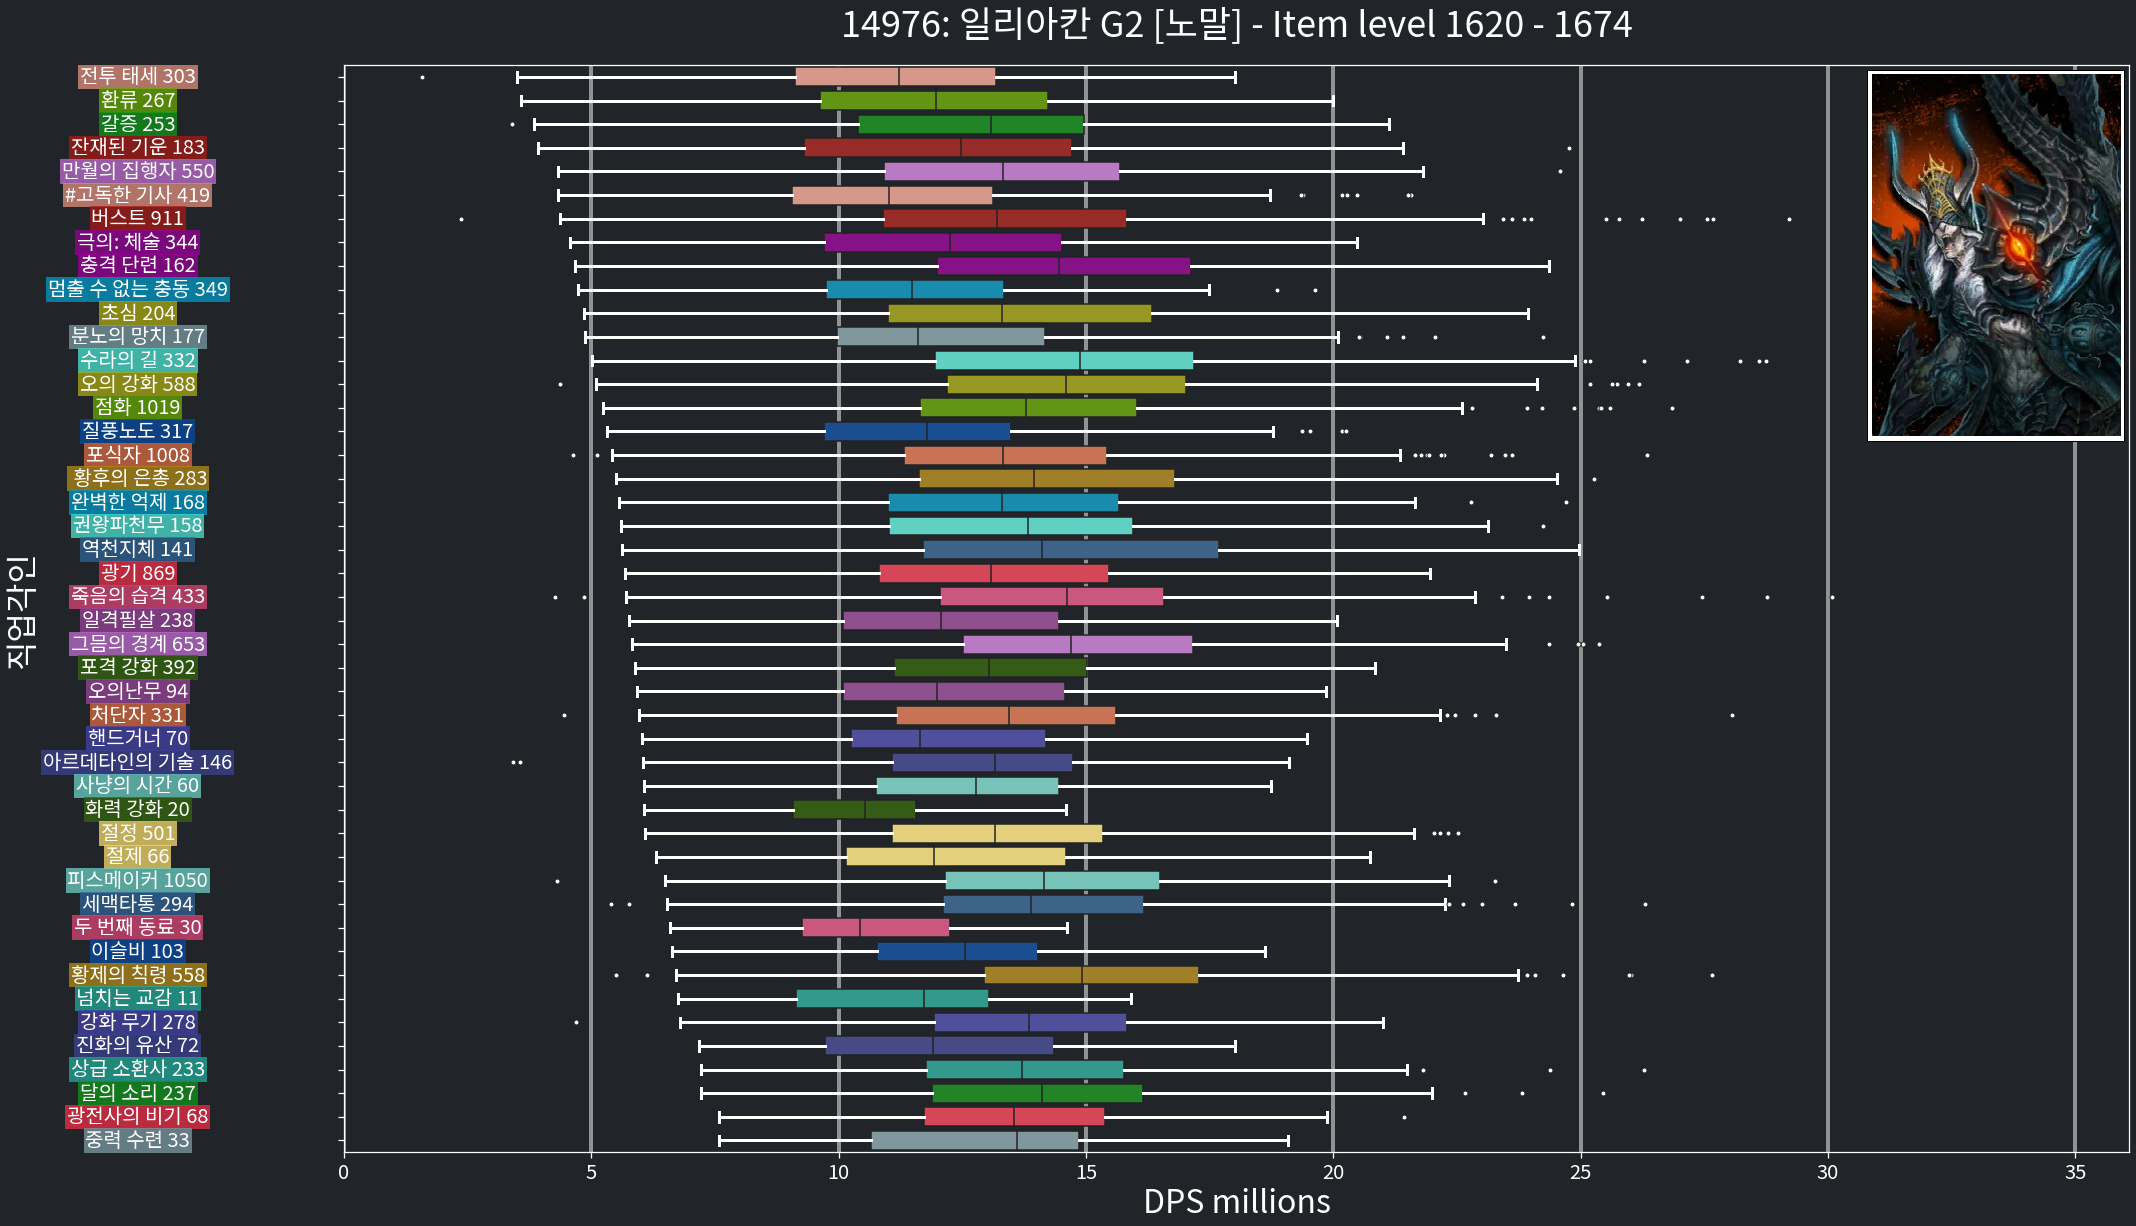 14976: 일리아칸 G2 [노말] - Item level 1620 - 1674
직업각인
전투 태세 303
환류 267
갈증 253
잔재된 기운 183
만월의 집행자 550
#고독한 기사 419
버스트 911
극의: 체술 344
충격 단련 162
멈출 수 없는 충동 349
초심 204
분노의 망치 177
수라의 길 332
오의 강화 588
점화 1019
질풍노도 317
포식자 1008
황후의 은총 283
완벽한 억제 168
권왕파천무 158
역천지체 141
광기 869
죽음의 습격 433
일격필살 238
그믐의 경계 653
포격 강화 392
오의난무 94
처단자 331
핸드거너 70
아르데타인의 기술 146
사냥의 시간 60
화력 강화 20
절정 501
절제 66
피스메이커 1050
세맥타통 294
두 번째 동료 30
이슬비 103
황제의 칙령 558
넘치는 교감 11
강화 무기 278
진화의 유산 72
상급 소환사 233
달의 소리 237
광전사의 비기 68
중력 수련 33
0 5 10 15 20 25 30 35
DPS millions